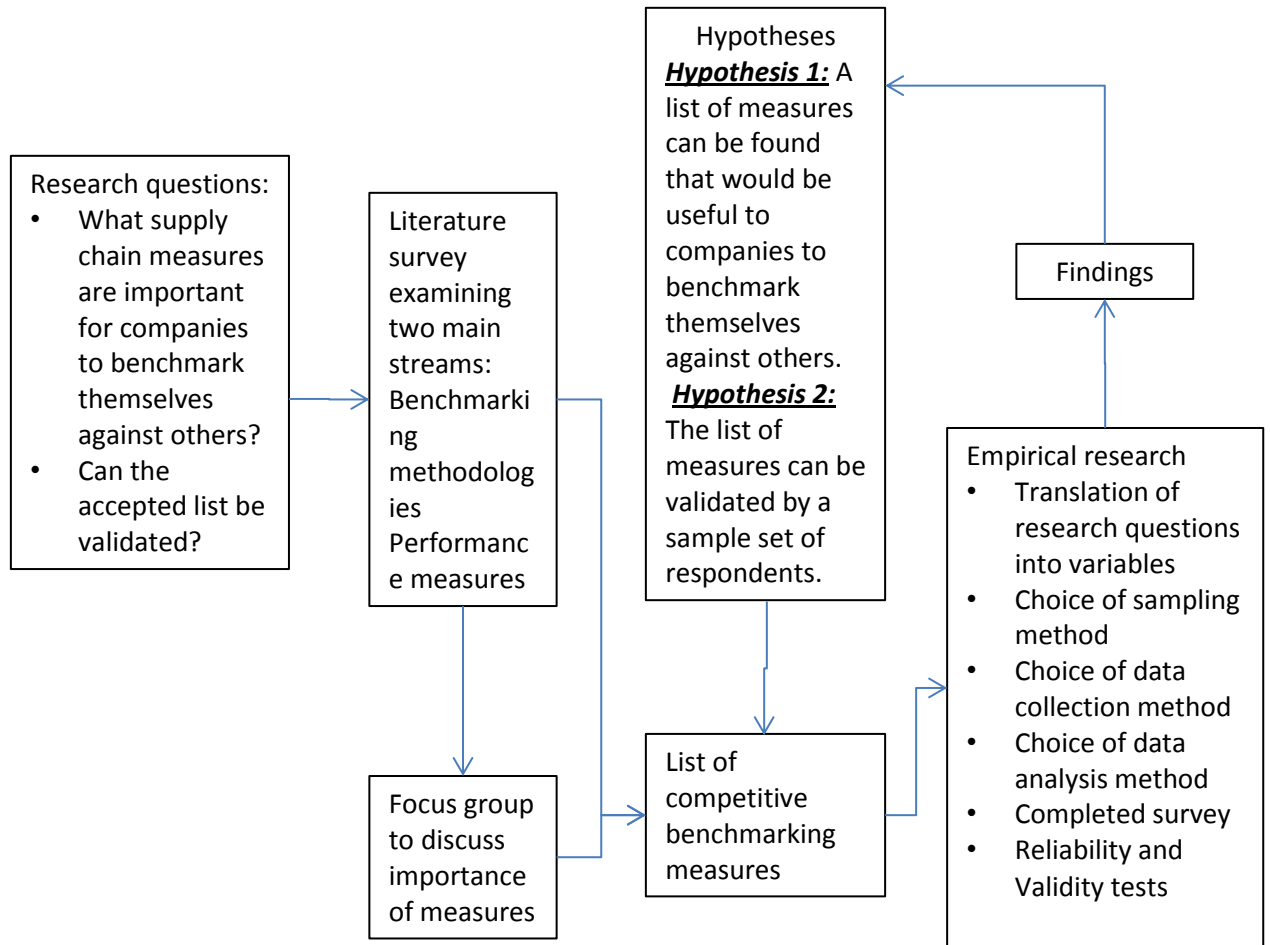 Research questions:
• What supply
chain measures
are important
for companies
to benchmark
themselves
against others?
• Can the
accepted list be
validated?
Literature
survey
examining
two main
streams:
Benchmarki
ng
methodolog
ies
Performanc
e measures
Focus group
to discuss
importance
of measures
Hypotheses
Hypothesis 1: A
list of measures
can be found
that would be
useful to
companies to
benchmark
themselves
against others.
Hypothesis 2:
The list of
measures can be
validated by a
sample set of
respondents.
List of
competitive
benchmarking
measures
Findings
Empirical research
• Translation of
research questions
into variables
• Choice of sampling
method
• Choice of data
collection method
• Choice of data
analysis method
• Completed survey
• Reliability and
Validity tests